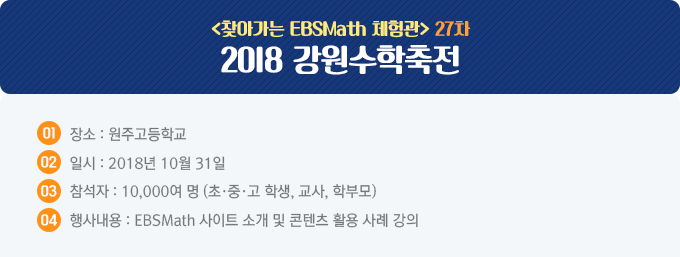 <찾아가는 EBSMath 체험관> 27차
2018 강원수학축전
01 장소 : 원주고등학교
02 일시 : 2018년 10월 31일
03 참석자 : 10,000여 명 (초·중·고 학생, 교사, 학부모)
04 행사내용 : EBSMath 사이트 소개 및 콘텐츠 활용 사례 강의